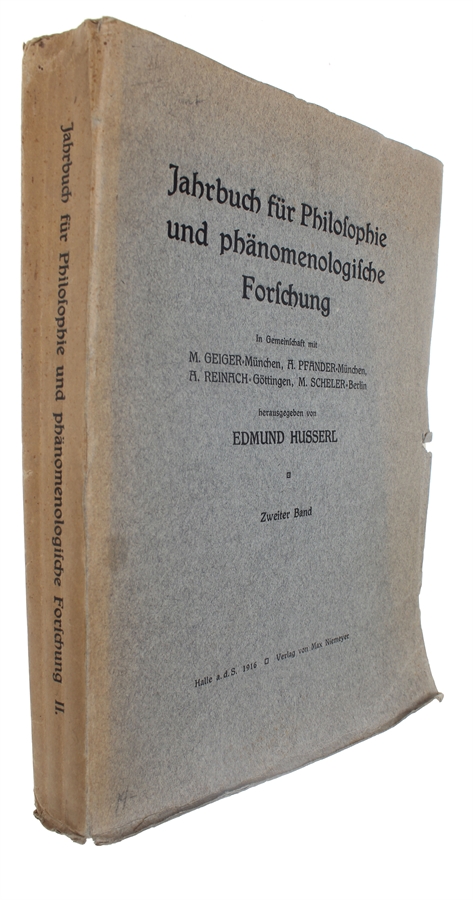 Jahrbuch für Philoſophie und phänomenologiſche Forſchung II.
Jahrbuch für Philoſophie
und phänomenologiſche
Forſchung
In Gemeinſchaft mit
M. GEIGER-München, A. PFÄNDER-München,
A. REINACH-Göttingen, M. SCHELER-Berlin
herausgegeben von
EDMUND HUSSERL
Zweiter Band
Halle a. d. S. 1916 Verlag von Max Niemeyer